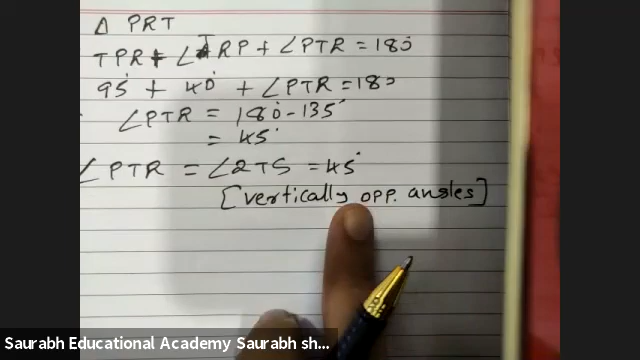 Δ PRT
TPR + ∠TRP + ∠PTR = 180°
95° + 40° + ∠PTR = 180
∠PTR = 180° - 135°
= 45°
∠PTR = ∠QTS = 45°
[vertically opp. angles]
Saurabh Educational Academy Saurabh sh...